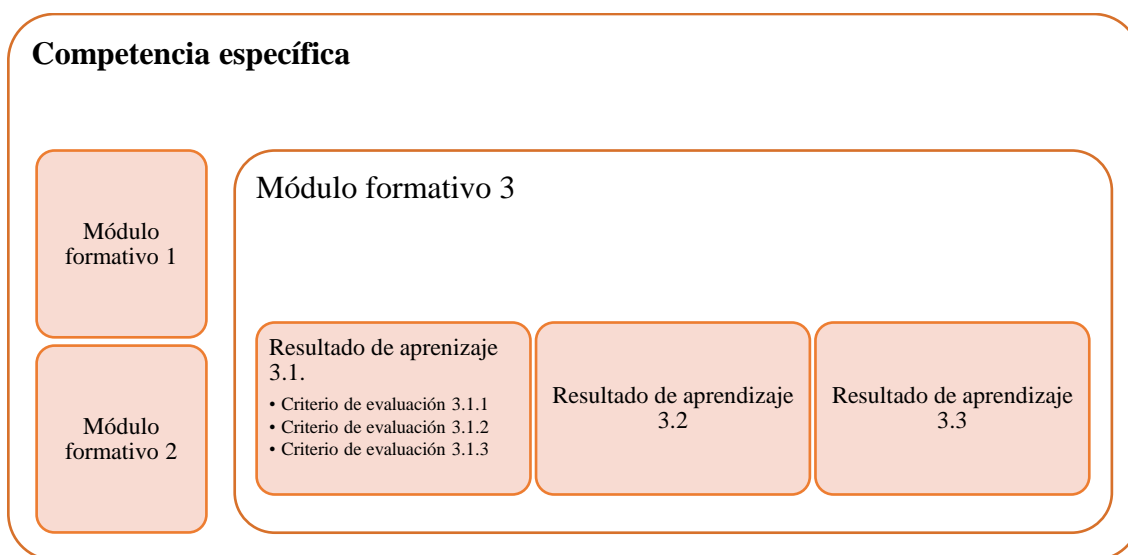 Competencia específica
Módulo
formativo 1
Módulo
formativo 2
Módulo formativo 3
Resultado de aprenizaje
3.1.
• Criterio de evaluación 3.1.1
• Criterio de evaluación 3.1.2
• Criterio de evaluación 3.1.3
Resultado de aprendizaje
3.2
Resultado de aprendizaje
3.3